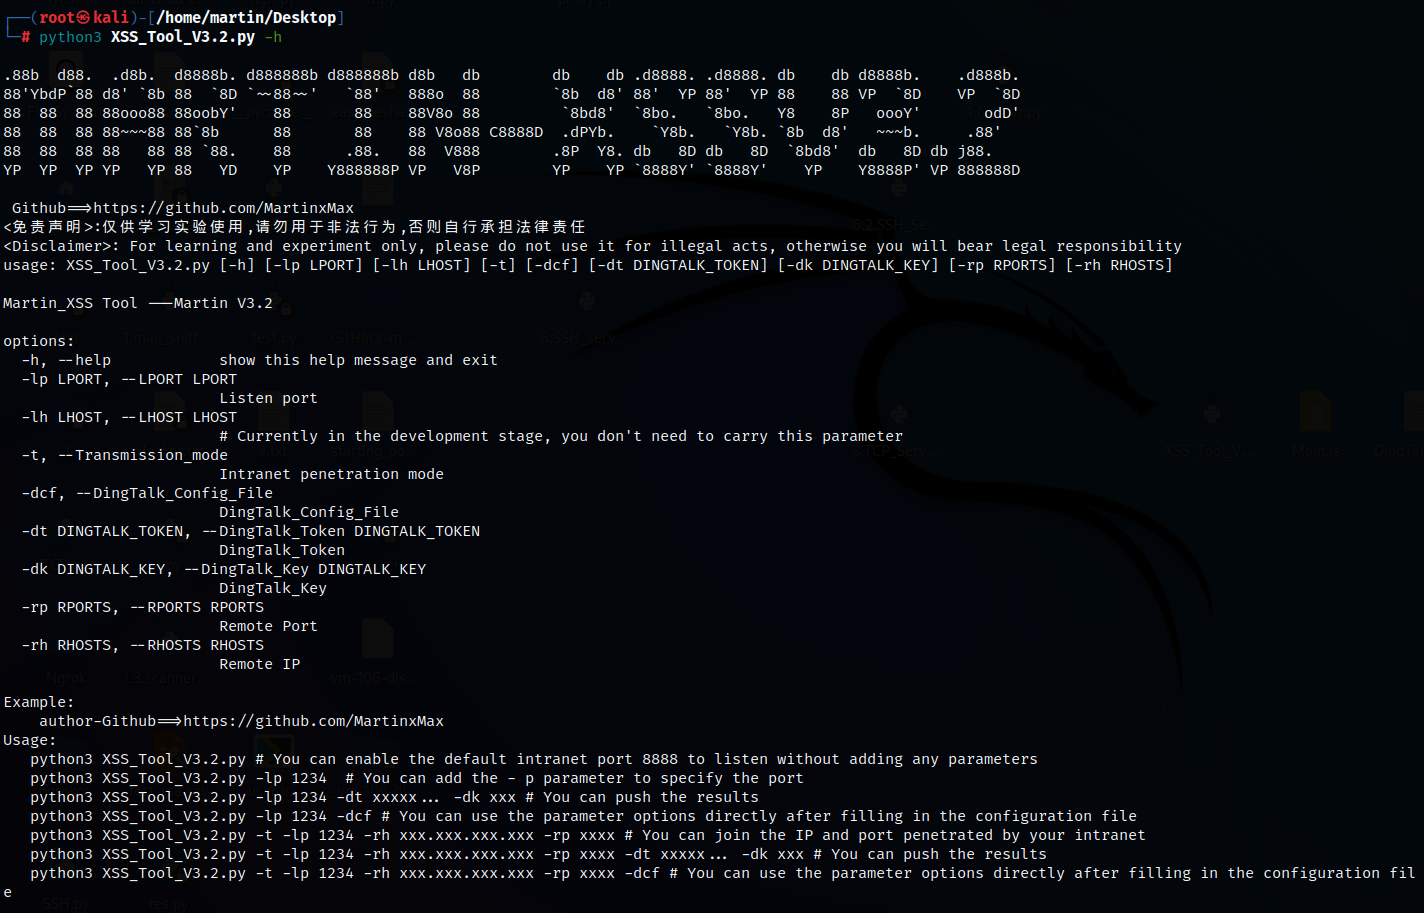 (root㉿kali)-[/home/martin/Desktop]
# python3 XSS_Tool_V3.2.py -h
.88b  d88.  .d8b.  d8888b. d888888b d888888b d8b   db        db    db .d8888. .d8888. db    db d8888b.    .d888b.
88'YbdP`88 d8' `8b 88  `8D `~~88~~'   `88'   888o  88        `8b  d8' 88'  YP 88'  YP 88    88 VP  `8D    VP  `8D
88  88  88 88ooo88 88oobY'    88       88    88V8o 88         `8bd8'  `8bo.   `8bo.   Y8    8P   oooY'       odD'
88  88  88 88~~~88 88`8b      88       88    88 V8o88 C8888D  .dPYb.    `Y8b.   `Y8b. `8b  d8'   ~~~b.     .88'
88  88  88 88   88 88 `88.    88      .88.   88  V888        .8P  Y8. db   8D db   8D  `8bd8'  db   8D db j88.
YP  YP  YP YP   YP 88   YD    YP    Y888888P VP   V8P        YP    YP `8888Y' `8888Y'    YP    Y8888P' VP 888888D
Github==>https://github.com/MartinxMax
<免责声明>:仅供学习实验使用,请勿用于非法行为,否则自行承担法律责任
<Disclaimer>: For learning and experiment only, please do not use it for illegal acts, otherwise you will bear legal responsibility
usage: XSS_Tool_V3.2.py [-h] [-lp LPORT] [-lh LHOST] [-t] [-dcf] [-dt DINGTALK_TOKEN] [-dk DINGTALK_KEY] [-rp RPORTS] [-rh RHOSTS]
Martin_XSS Tool ---Martin V3.2
options:
-h, --help            show this help message and exit
-lp LPORT, --LPORT LPORT
Listen port
-lh LHOST, --LHOST LHOST
# Currently in the development stage, you don't need to carry this parameter
-t, --Transmission_mode
Intranet penetration mode
-dcf, --DingTalk_Config_File
DingTalk_Config_File
-dt DINGTALK_TOKEN, --DingTalk_Token DINGTALK_TOKEN
DingTalk_Token
-dk DINGTALK_KEY, --DingTalk_Key DINGTALK_KEY
DingTalk_Key
-rp RPORTS, --RPORTS RPORTS
Remote Port
-rh RHOSTS, --RHOSTS RHOSTS
Remote IP
Example:
author-Github==>https://github.com/MartinxMax
Usage:
python3 XSS_Tool_V3.2.py # You can enable the default intranet port 8888 to listen without adding any parameters
python3 XSS_Tool_V3.2.py -lp 1234  # You can add the - p parameter to specify the port
python3 XSS_Tool_V3.2.py -lp 1234 -dt xxxxx... -dk xxx # You can push the results
python3 XSS_Tool_V3.2.py -lp 1234 -dcf # You can use the parameter options directly after filling in the configuration file
python3 XSS_Tool_V3.2.py -t -lp 1234 -rh xxx.xxx.xxx.xxx -rp xxxx # You can join the IP and port penetrated by your intranet
python3 XSS_Tool_V3.2.py -t -lp 1234 -rh xxx.xxx.xxx.xxx -rp xxxx -dt xxxxx... -dk xxx # You can push the results
python3 XSS_Tool_V3.2.py -t -lp 1234 -rh xxx.xxx.xxx.xxx -rp xxxx -dcf # You can use the parameter options directly after filling in the configuration fil
e